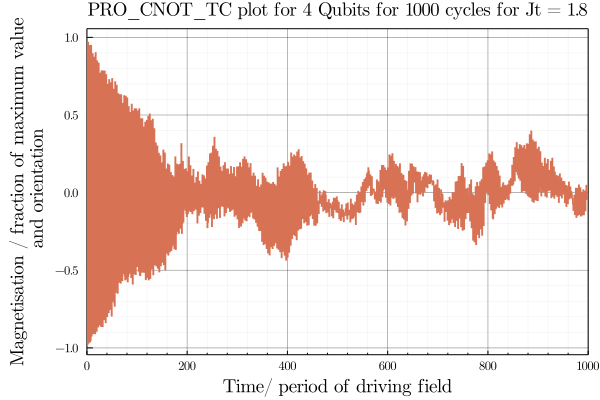 PRO_CNOT_TC plot for 4 Qubits for 1000 cycles for Jt = 1.8
Magnetisation / fraction of maximum value
and orientation
1.0
0.5
0.0
−0.5
−1.0
0 200 400 600 800 1000
Time/ period of driving field